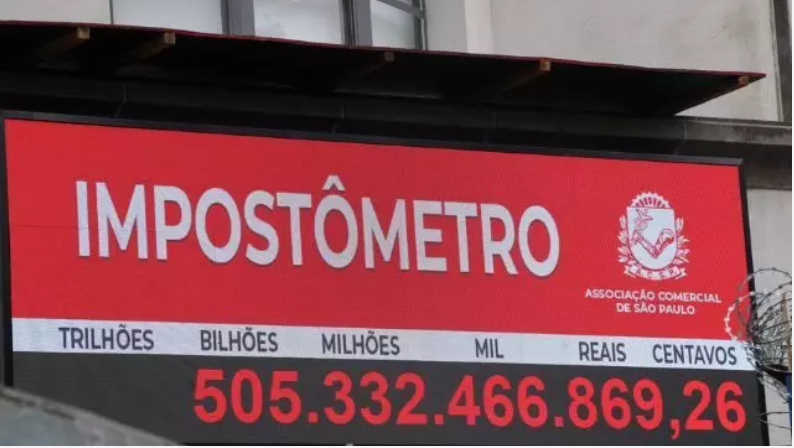 IMPOSTÔMETRO
ASSOCIAÇÃO COMERCIAL
DE SÃO PAULO
TRILHÕES BILHÕES MILHÕES MIL REAIS CENTAVOS
505.332.466.869,26